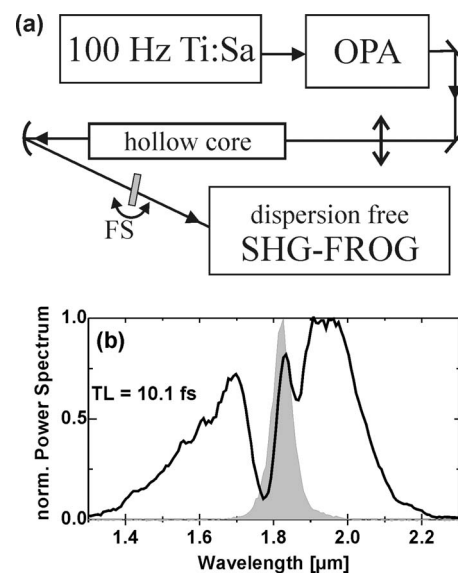 (a)
100 Hz Ti:Sa
OPA
hollow core
FS
dispersion free
SHG-FROG
(b)
TL = 10.1 fs
norm. Power Spectrum
1.0
0.5
0.0
1.4 1.6 1.8 2.0 2.2
Wavelength [µm]